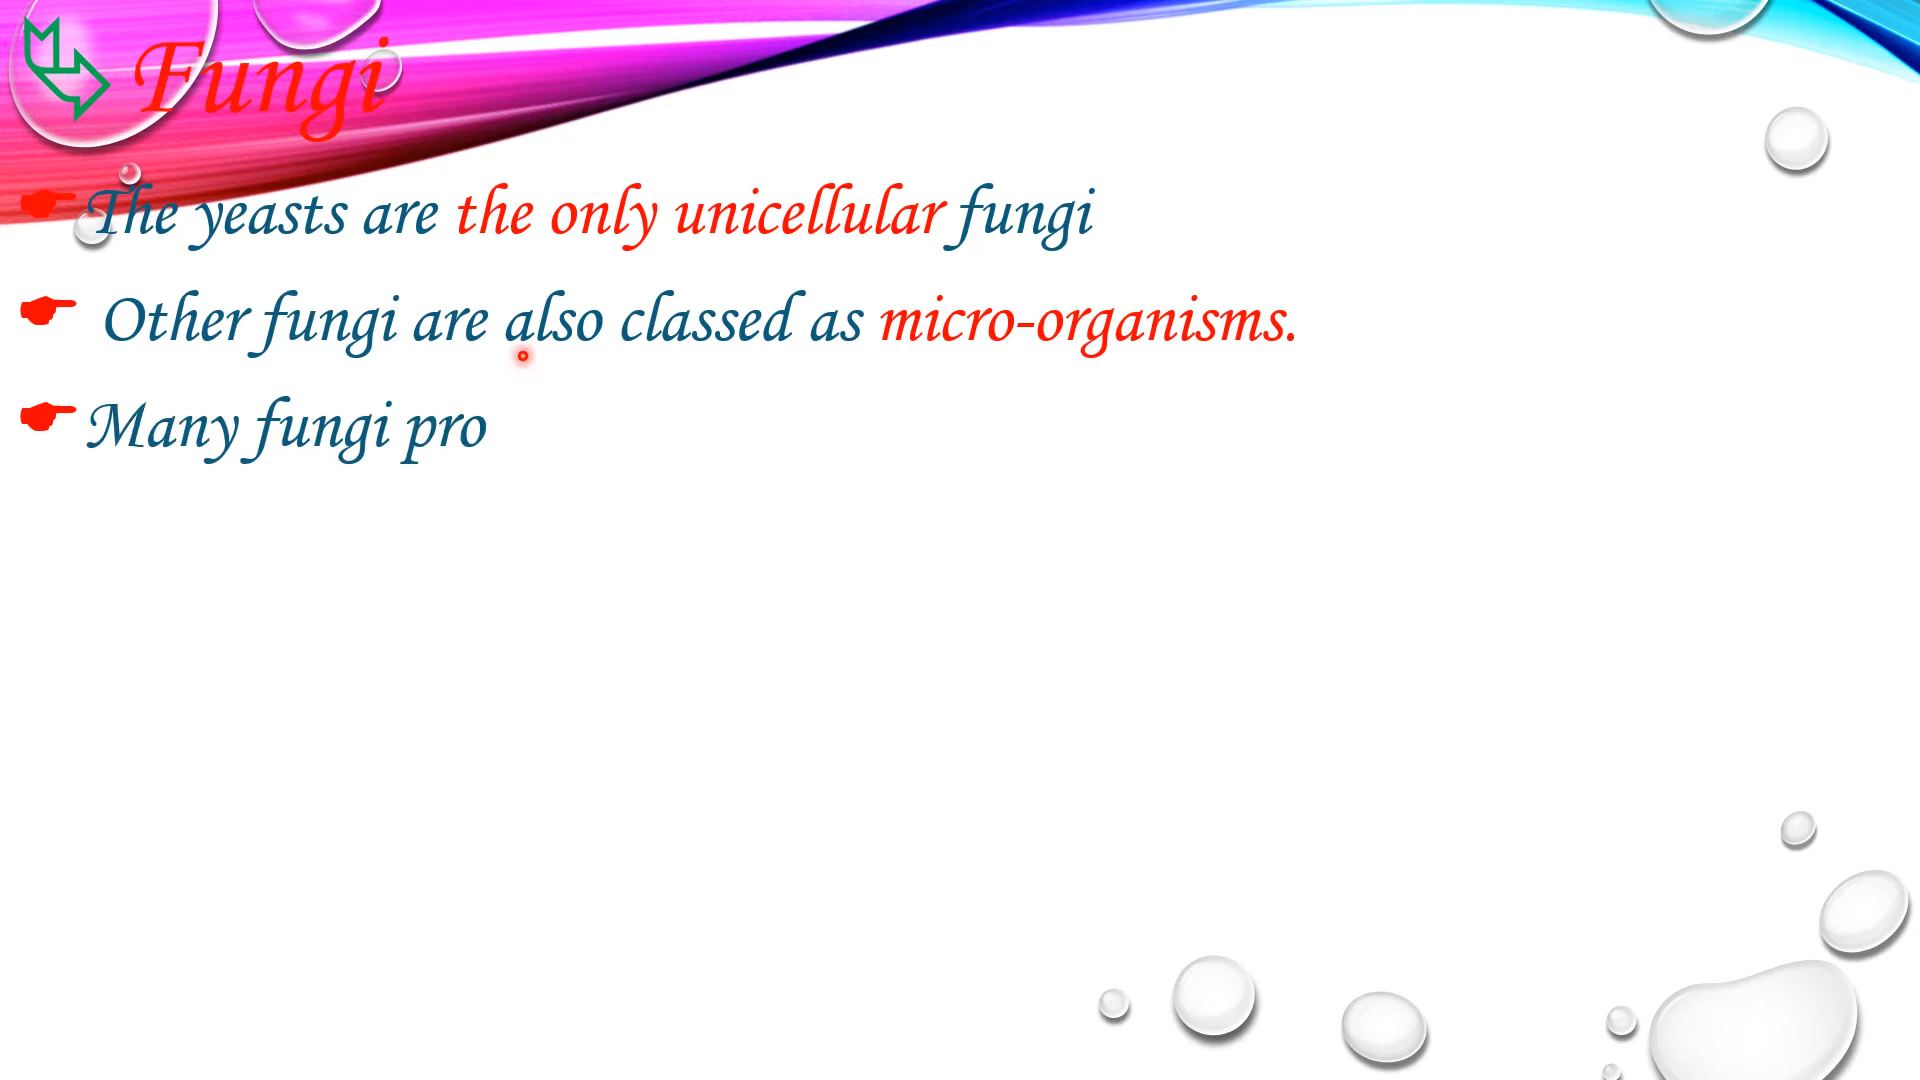 Fungi
The yeasts are the only unicellular fungi
Other fungi are also classed as micro-organisms.
Many fungi pro